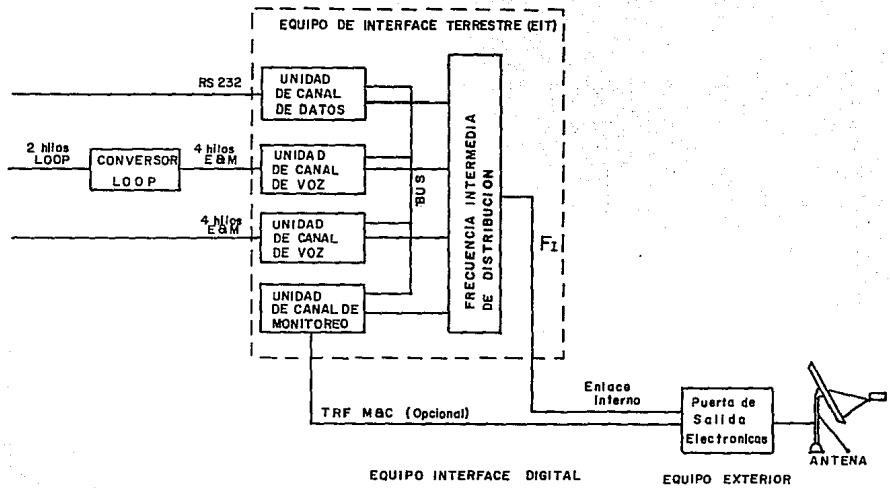 EQUIPO DE INTERFACE TERRESTRE (EIT)
RS 232
UNIDAD
DE CANAL
DE DATOS
2 hilos
LOOP
CONVERSOR
LOOP
4 hilos
E&M
UNIDAD
DE CANAL
DE VOZ
4 hilos
E&M
UNIDAD
DE CANAL
DE VOZ
UNIDAD
DE CANAL DE
MONITOREO
BUS
FRECUENCIA INTERMEDIA
DE DISTRIBUCION
FI
TRF M&C (Opcional)
Enlace
Interno
Puerta de
Salida
Electronicas
ANTENA
EQUIPO INTERFACE DIGITAL
EQUIPO EXTERIOR